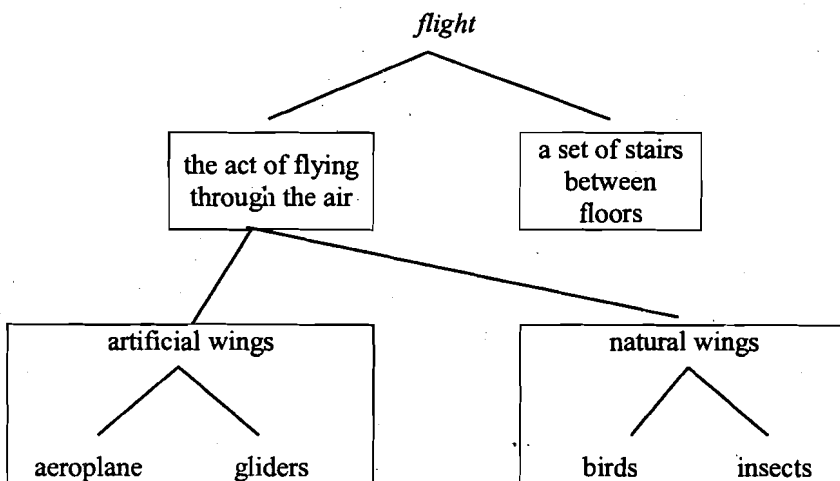 flight
the act of flying
through the air
a set of stairs
between
floors
artificial wings
natural wings
aeroplane
gliders
birds
insects